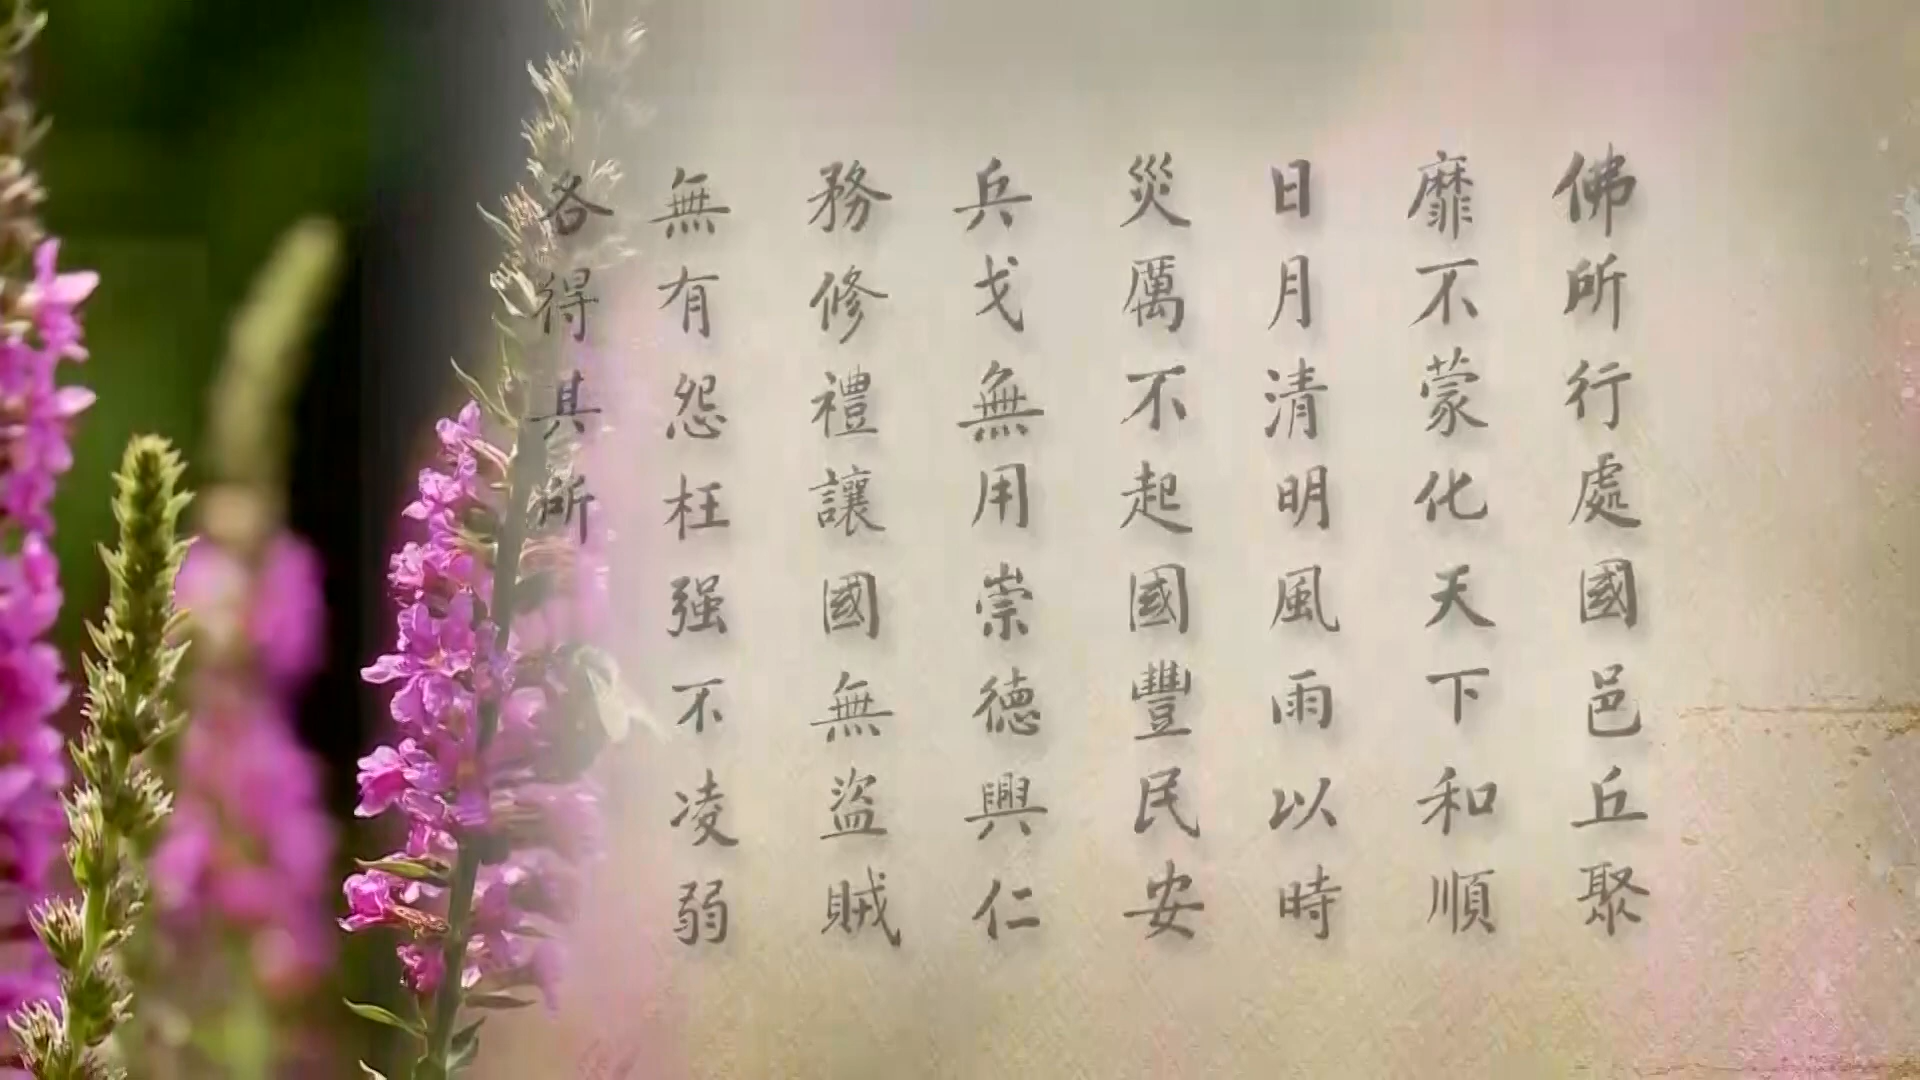 佛所行處國邑丘聚
靡不蒙化天下和順
日月清明風雨以時
災厲不起國豐民安
兵戈無用崇德興仁
務修禮讓國無盜賊
無有怨枉强不凌弱
各得其所